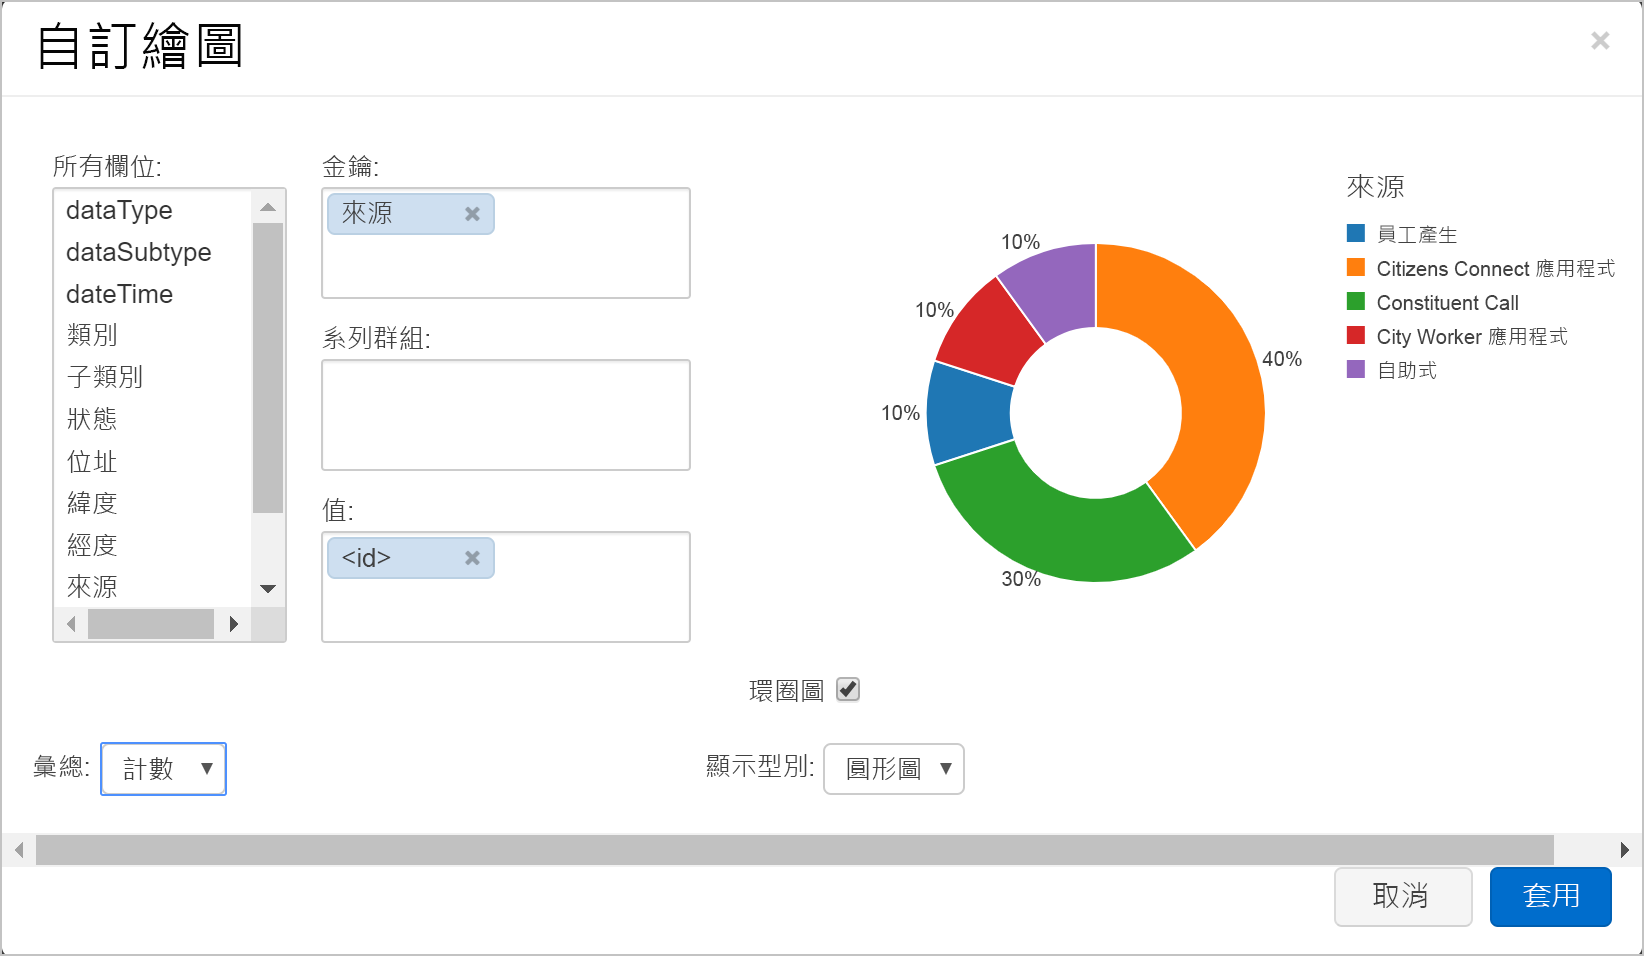 自訂繪圖
×
所有欄位:
dataType
dataSubtype
dateTime
類別
子類別
狀態
位址
緯度
經度
來源
金鑰:
來源
系列群組:
值:
<id>
10%
10%
10%
30%
40%
來源
員工產生
Citizens Connect 應用程式
Constituent Call
City Worker 應用程式
自助式
環圈圖
彙總: 計數
顯示型別: 圓形圖
取消
套用